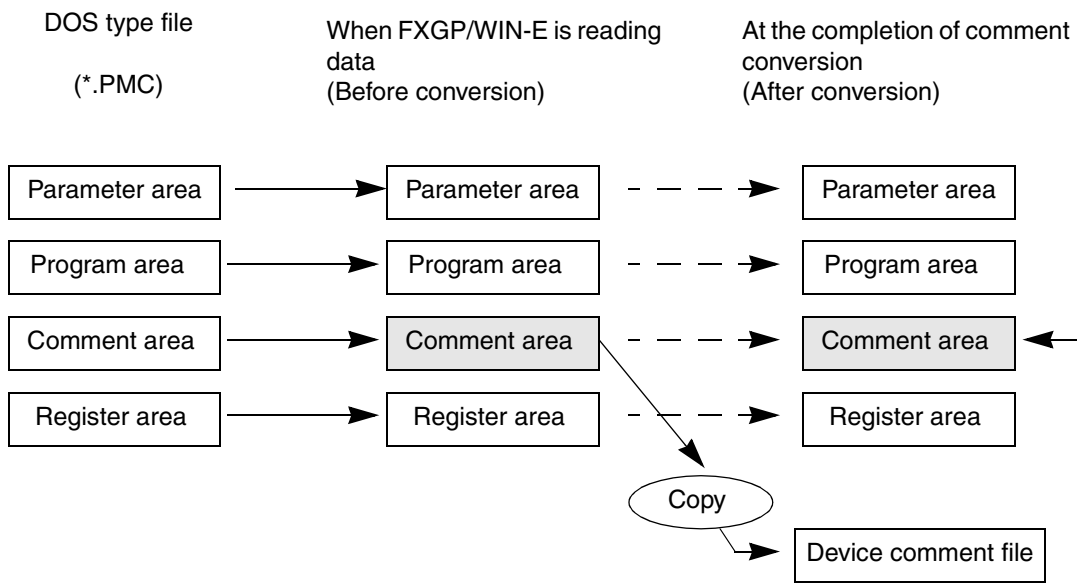 DOS type file
(*.PMC)
When FXGP/WIN-E is reading
data
(Before conversion)
At the completion of comment
conversion
(After conversion)
Parameter area
Parameter area
Parameter area
Program area
Program area
Program area
Comment area
Comment area
Comment area
Register area
Register area
Register area
Copy
Device comment file